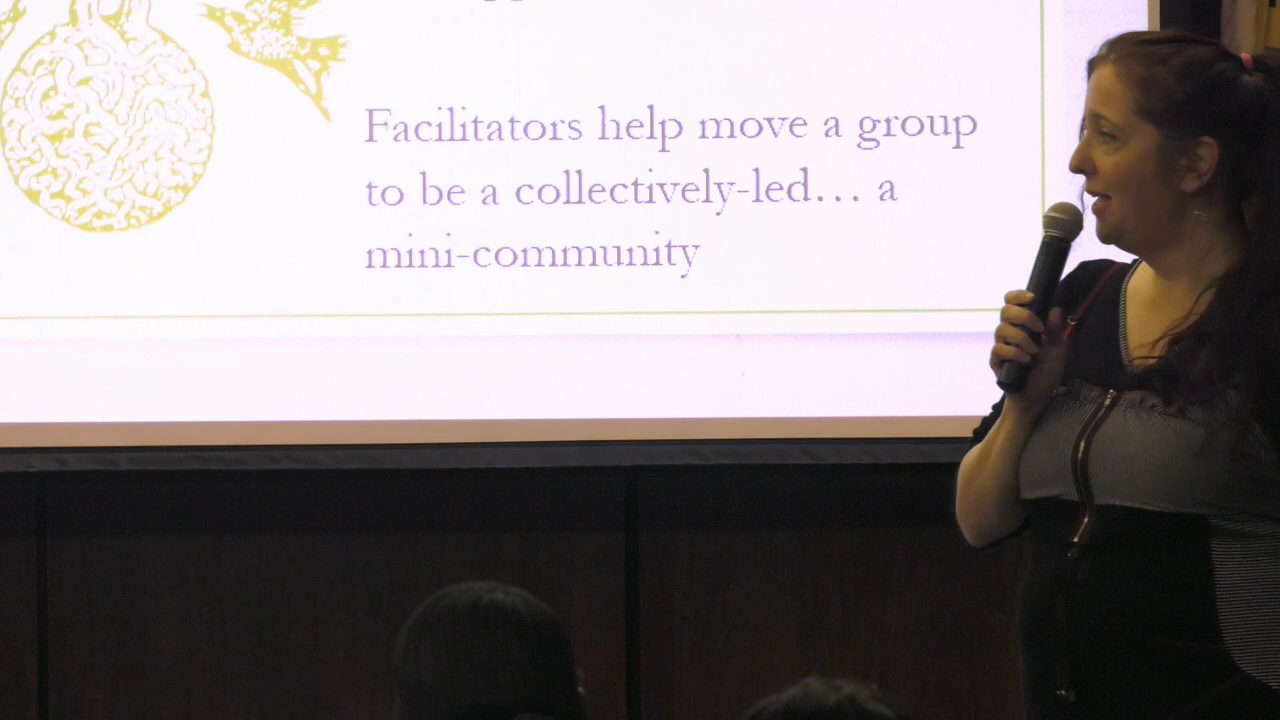 Facilitators help move a group
to be a collectively-led… a
mini-community